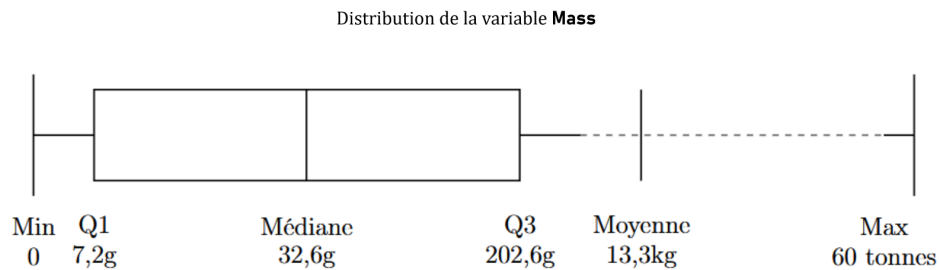 Distribution de la variable Mass
Min Q1 Médiane Q3 Moyenne Max
0 7,2g 32,6g 202,6g 13,3kg 60 tonnes